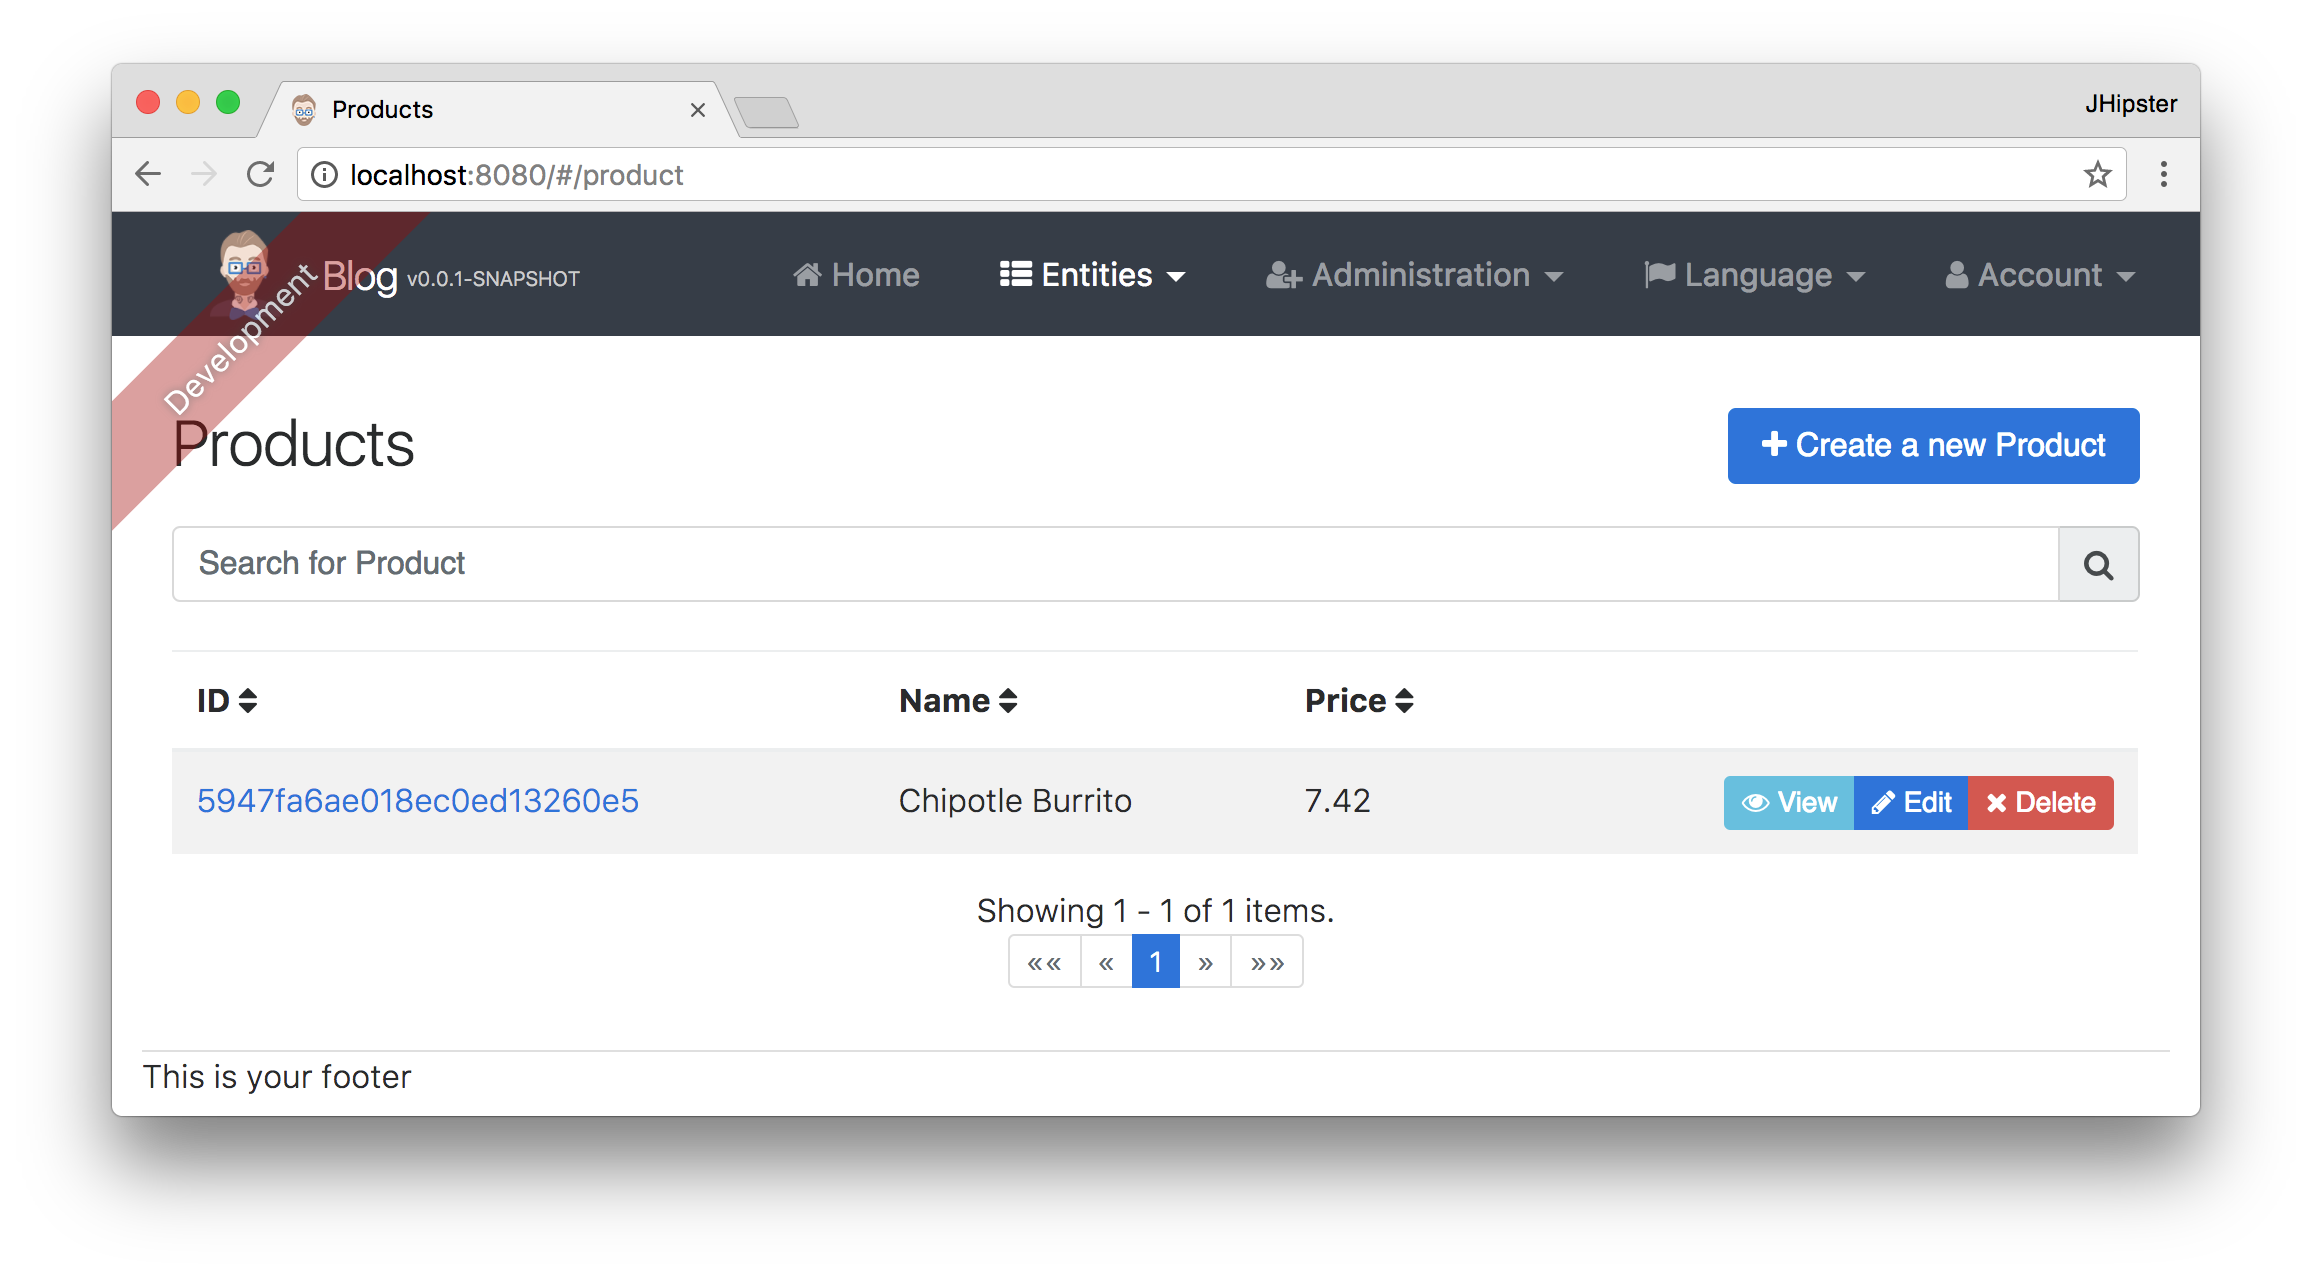 Products
JHipster
localhost:8080/#/product
Development
Blog v0.0.1-SNAPSHOT Home Entities Administration Language Account
Products
Create a new Product
Search for Product
ID Name Price
5947fa6ae018ec0ed13260e5 Chipotle Burrito 7.42 View Edit Delete
Showing 1 - 1 of 1 items.
«« « 1 » »»
This is your footer